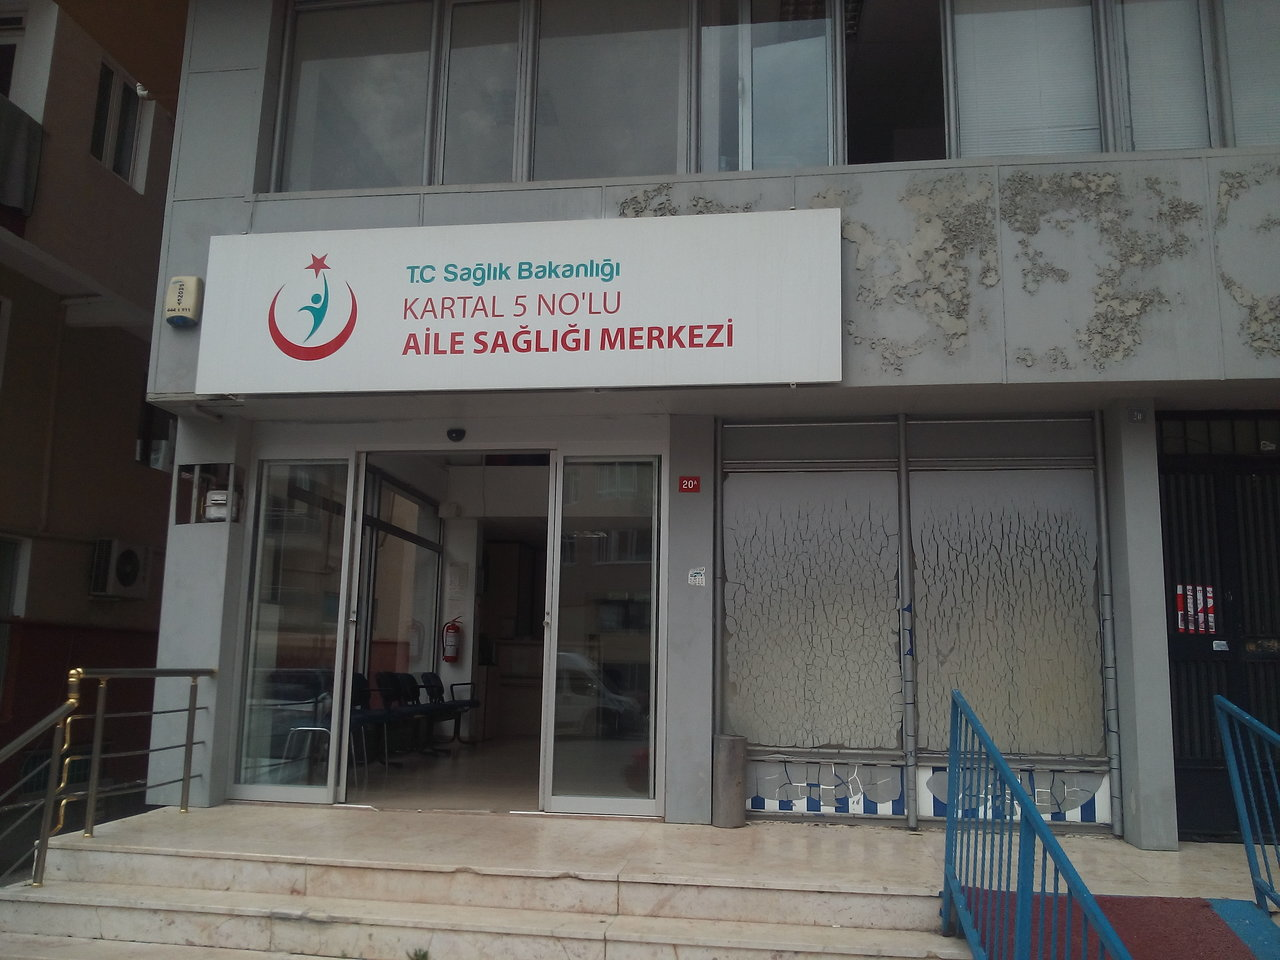 T.C Sağlık Bakanlığı
KARTAL 5 NO'LU
AİLE SAĞLIĞI MERKEZİ
20A